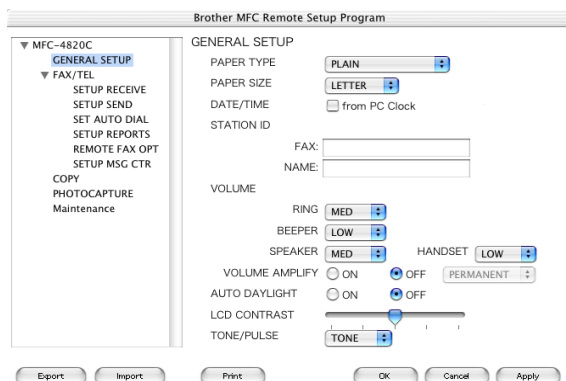 Brother MFC Remote Setup Program
MFC-4820C
GENERAL SETUP
FAX/TEL
SETUP RECEIVE
SETUP SEND
SET AUTO DIAL
SETUP REPORTS
REMOTE FAX OPT
SETUP MSG CTR
COPY
PHOTOCAPTURE
Maintenance
GENERAL SETUP
PAPER TYPE PLAIN
PAPER SIZE LETTER
DATE/TIME from PC Clock
STATION ID
FAX:
NAME:
VOLUME
RING MED
BEEPER LOW
SPEAKER MED HANDSET LOW
VOLUME AMPLIFY ON OFF PERMANENT
AUTO DAYLIGHT ON OFF
LCD CONTRAST
TONE/PULSE TONE
Export Import Print OK Cancel Apply